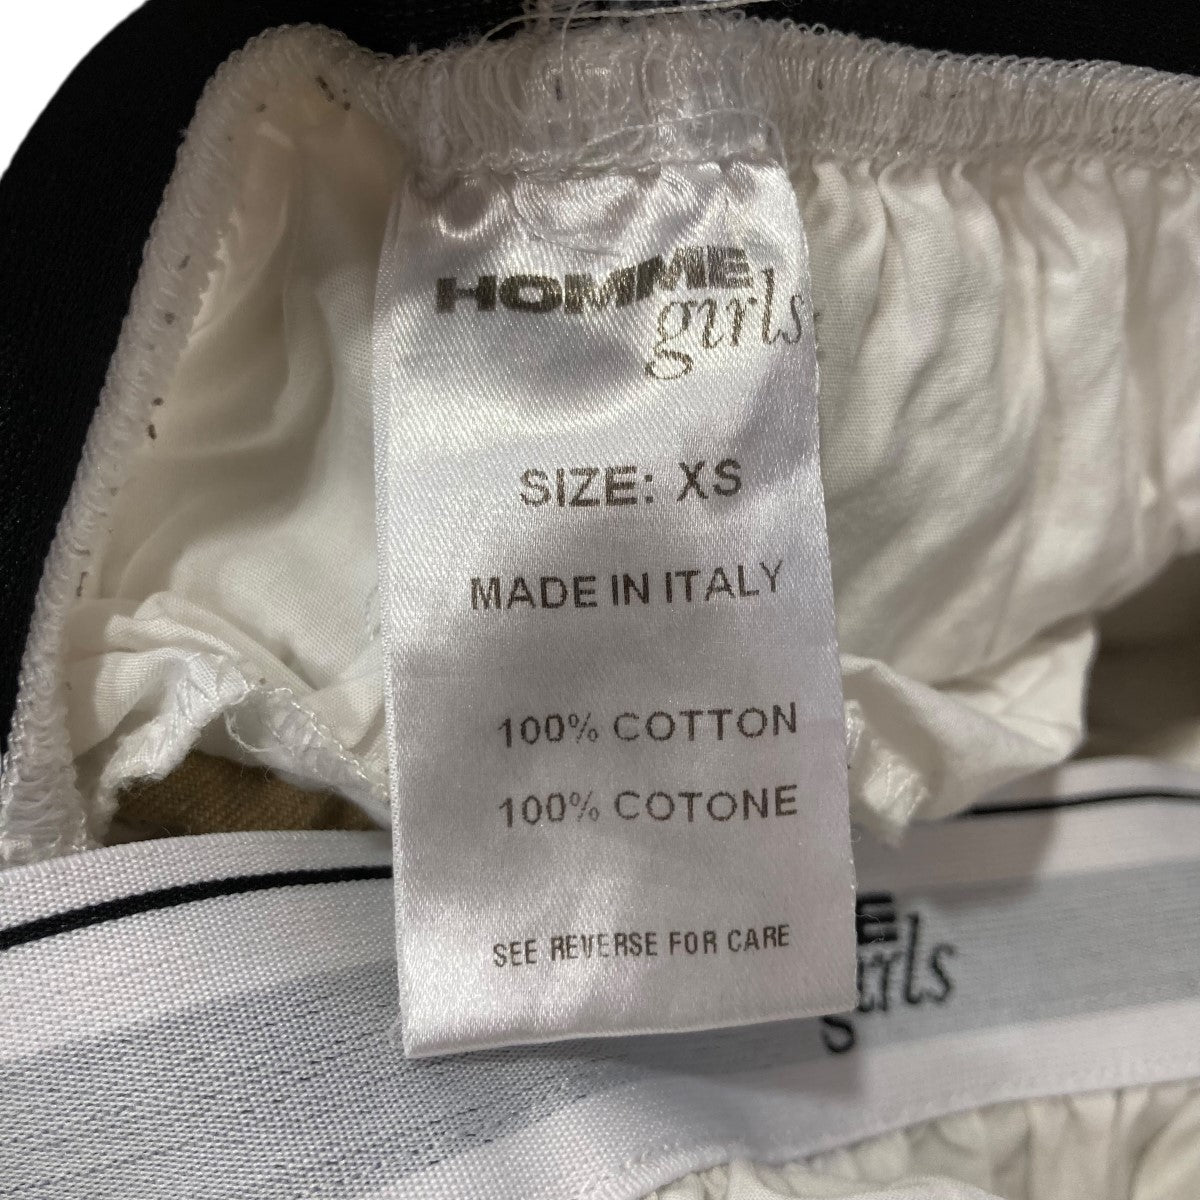 HOMME
girls
SIZE: XS
MADE IN ITALY
100% COTTON
100% COTONE
SEE REVERSE FOR CARE
girls